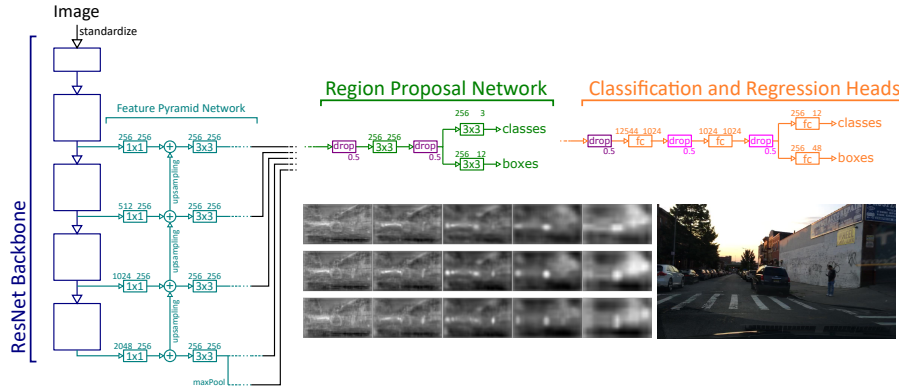 Image
standardize
ResNet Backbone
Feature Pyramid Network
256 256
1x1
+
256 256
3x3
upsampling
512 256
1x1
+
256 256
3x3
upsampling
1024 256
1x1
+
256 256
3x3
upsampling
2048 256
1x1
+
256 256
3x3
maxPool
Region Proposal Network
drop
0.5
256 256
3x3
drop
0.5
256 3
3x3
classes
256 12
3x3
boxes
Classification and Regression Heads
drop
0.5
12544 1024
fc
drop
0.5
1024 1024
fc
drop
0.5
256 12
fc
classes
256 48
fc
boxes